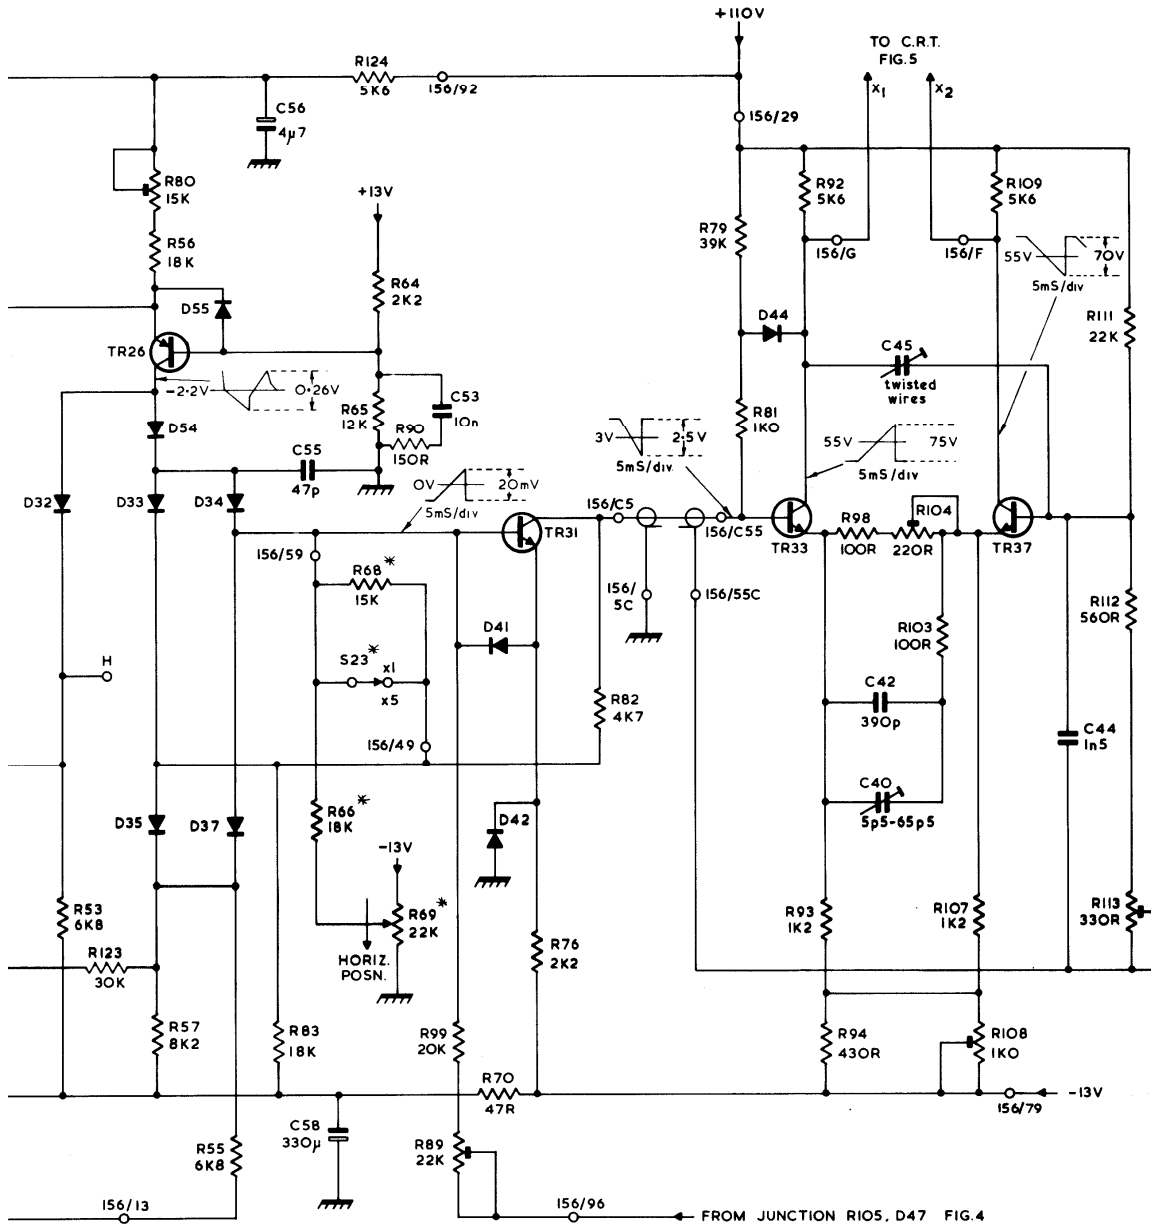 +110V
TO C.R.T.
FIG.5
R124
5K6
156/92
X1
X2
C56
4µ7
156/29
R80
15K
+13V
R92
5K6
R109
5K6
R56
18K
R79
39K
156/G
156/F
55V
70V
5mS/div
R64
2K2
D55
D44
R111
22K
TR26
C45
twisted
wires
-2·2V
0·26V
R65
12K
C53
10n
R81
1K0
D54
R90
150R
3V
2·5V
5mS/div
55V
75V
5mS/div
C55
47p
0V
20mV
5mS/div
D32
D33
D34
156/C5
156/C55
R98
100R
R104
220R
TR31
TR33
TR37
156/59
R68*
15K
156/
5C
156/55C
R112
560R
D41
R103
100R
H
S23*
x1
x5
R82
4K7
C42
390p
156/49
C44
1n5
C40
5p5-65p5
D35
D37
R66*
18K
D42
-13V
R53
6K8
R69*
22K
R93
1K2
R107
1K2
R113
330R
HORIZ.
POSN.
R76
2K2
R123
30K
R57
8K2
R83
18K
R99
20K
R94
430R
R108
1K0
R70
47R
-13V
156/79
C58
330µ
R55
6K8
R89
22K
156/13
156/96
FROM JUNCTION R105, D47 FIG.4